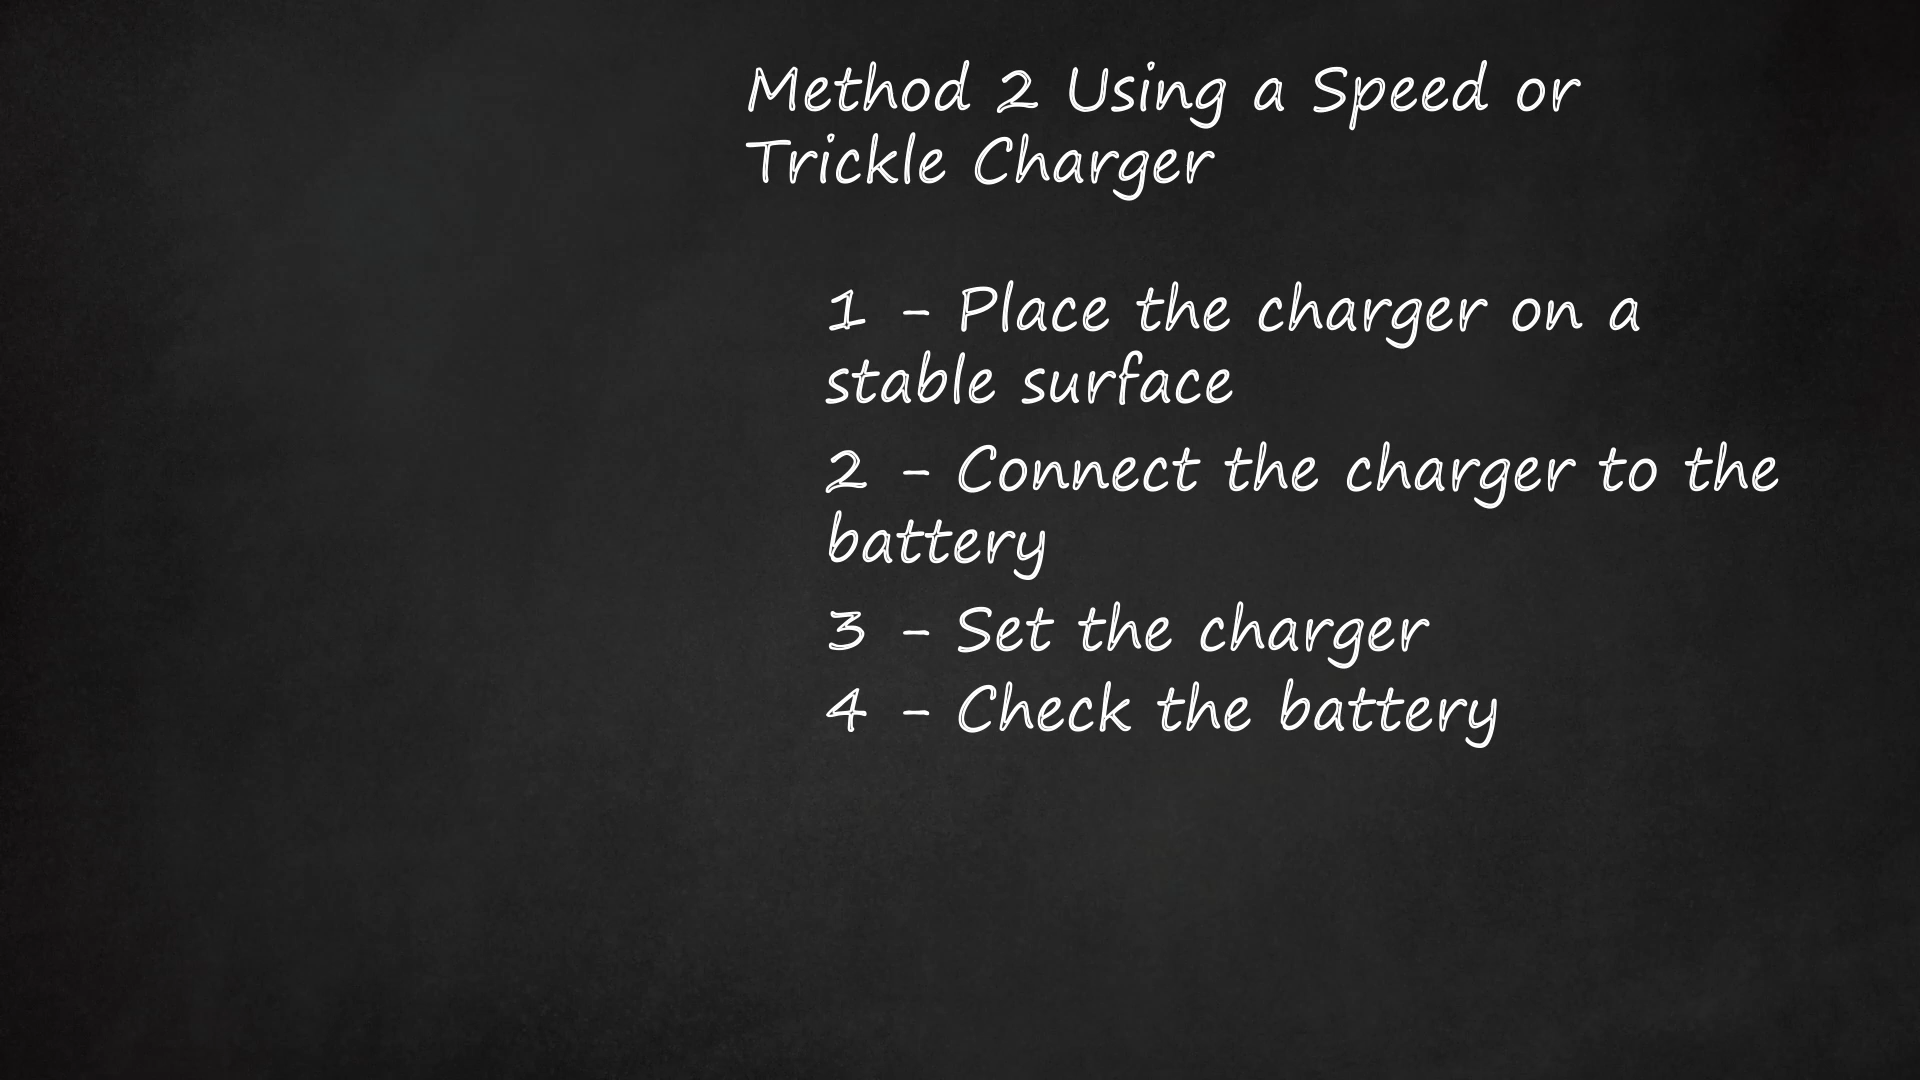 Method 2 Using a Speed or
Trickle Charger
1 - Place the charger on a
stable surface
2 - Connect the charger to the
battery
3 - Set the charger
4 - Check the battery